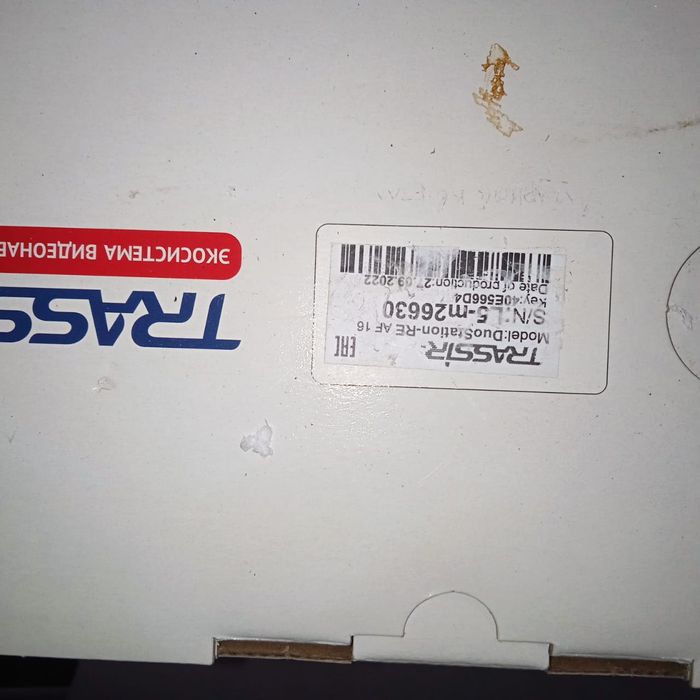 TRASSIR
EAC
Model:DuoStation-RE AF 16
S/N:L5-m26630
Key:40E566D4
Date of production:27.09.2022
TRASS
ЭКОСИСТЕМА ВИДЕОНАБ